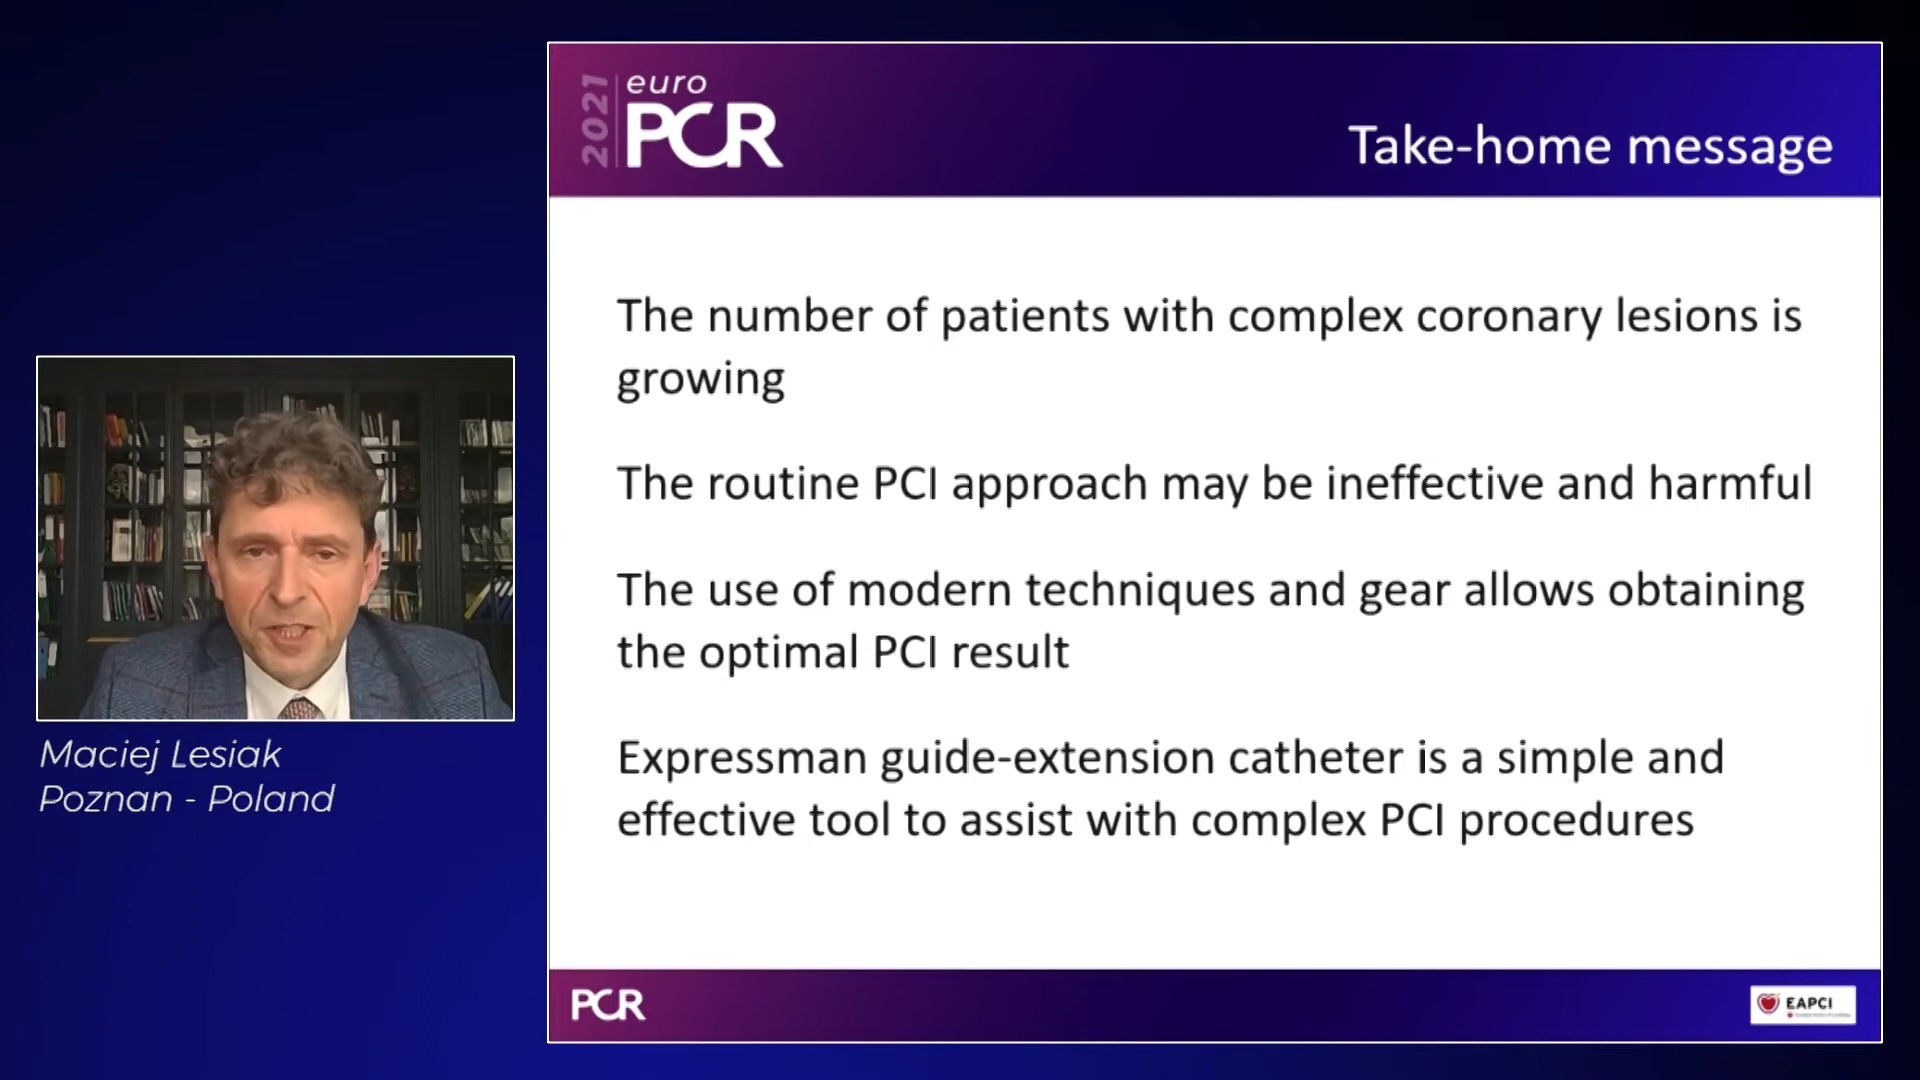 2021
euro
PCR
Take-home message
The number of patients with complex coronary lesions is
growing
The routine PCI approach may be ineffective and harmful
The use of modern techniques and gear allows obtaining
the optimal PCI result
Expressman guide-extension catheter is a simple and
effective tool to assist with complex PCI procedures
Maciej Lesiak
Poznan - Poland
PCR
EAPCI